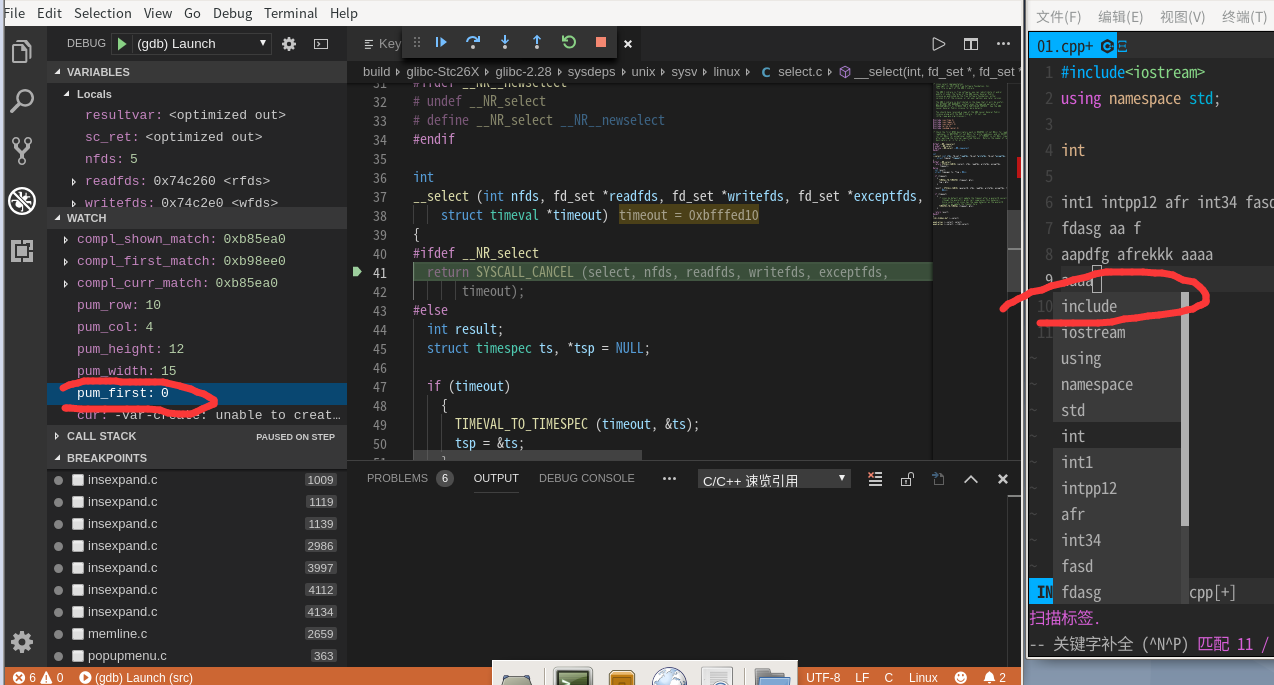 File Edit Selection View Go Debug Terminal Help
DEBUG (gdb) Launch
VARIABLES
Locals
resultvar: <optimized out>
sc_ret: <optimized out>
nfds: 5
readfds: 0x74c260 <rfds>
writefds: 0x74c2e0 <wfds>
WATCH
compl_shown_match: 0xb85ea0
compl_first_match: 0xb98ee0
compl_curr_match: 0xb85ea0
pum_row: 10
pum_col: 4
pum_height: 12
pum_width: 15
pum_first: 0
cur: -var-create: unable to creat…
CALL STACK PAUSED ON STEP
BREAKPOINTS
insexpand.c 1009
insexpand.c 1119
insexpand.c 1139
insexpand.c 2986
insexpand.c 3997
insexpand.c 4112
insexpand.c 4134
memline.c 2659
popupmenu.c 363
Key
build glibc-Stc26X glibc-2.28 sysdeps unix sysv linux C select.c __select(int, fd_set *, fd_set *
31 #ifdef __NR__newselect
32 # undef __NR_select
33 # define __NR_select __NR__newselect
34 #endif
35
36 int
37 __select (int nfds, fd_set *readfds, fd_set *writefds, fd_set *exceptfds,
38 struct timeval *timeout) timeout = 0xbfffed10
39 {
40 #ifdef __NR_select
41 return SYSCALL_CANCEL (select, nfds, readfds, writefds, exceptfds,
42 timeout);
43 #else
44 int result;
45 struct timespec ts, *tsp = NULL;
46
47 if (timeout)
48 {
49 TIMEVAL_TO_TIMESPEC (timeout, &ts);
50 tsp = &ts;
51 }
PROBLEMS 6 OUTPUT DEBUG CONSOLE ••• C/C++ 速览引用
6 0 (gdb) Launch (src) UTF-8 LF C Linux 2
文件(F) 编辑(E) 视图(V) 终端(T)
01.cpp+
1 #include<iostream>
2 using namespace std;
3
4 int
5
6 int1 intpp12 afr int34 fasd
7 fdasg aa f
8 aapdfg afrekkk aaaa
9 aaaa
10 include
11 iostream
~ using
~ namespace
~ std
~ int
~ int1
~ intpp12
~ afr
~ int34
~ fasd
IN fdasg cpp[+]
扫描标签.
-- 关键字补全 (^N^P) 匹配 11 /